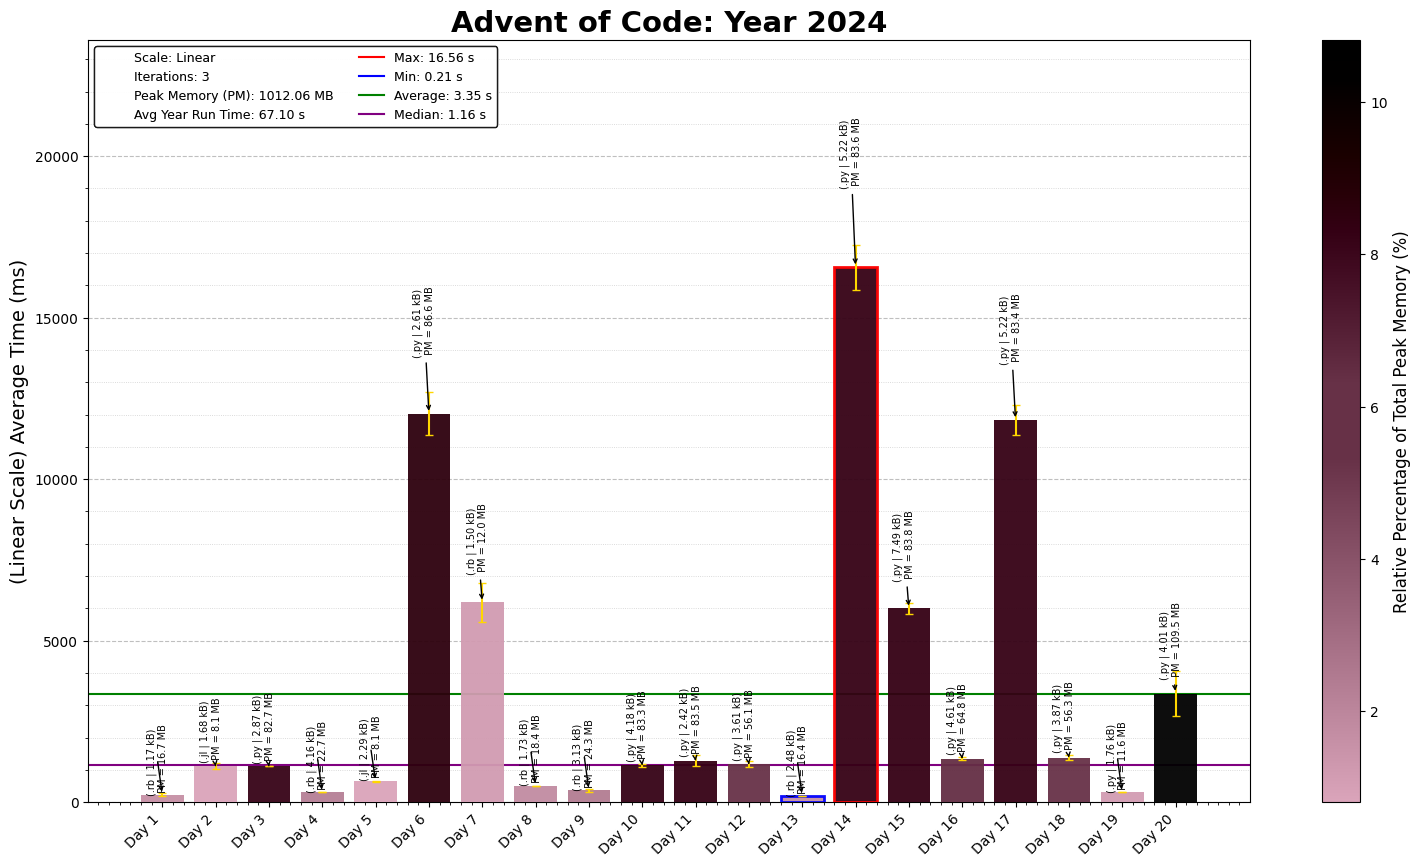 Advent of Code: Year 2024
Scale: Linear
Iterations: 3
Peak Memory (PM): 1012.06 MB
Avg Year Run Time: 67.10 s
Max: 16.56 s
Min: 0.21 s
Average: 3.35 s
Median: 1.16 s
(Linear Scale) Average Time (ms)
20000
15000
10000
5000
0
(.rb | 1.17 kB)
PM = 16.7 MB
(.jl | 1.68 kB)
PM = 8.1 MB
(.py | 2.87 kB)
PM = 82.7 MB
(.rb | 4.16 kB)
PM = 22.7 MB
(.jl | 2.29 kB)
PM = 8.1 MB
(.py | 2.61 kB)
PM = 86.6 MB
(.rb | 1.50 kB)
PM = 12.0 MB
(.rb | 1.73 kB)
PM = 18.4 MB
(.rb | 3.13 kB)
PM = 24.3 MB
(.py | 4.18 kB)
PM = 83.3 MB
(.py | 2.42 kB)
PM = 83.5 MB
(.py | 3.61 kB)
PM = 56.1 MB
(.rb | 2.48 kB)
PM = 16.4 MB
(.py | 5.22 kB)
PM = 83.6 MB
(.py | 7.49 kB)
PM = 83.8 MB
(.py | 4.61 kB)
PM = 64.8 MB
(.py | 5.22 kB)
PM = 83.4 MB
(.py | 3.87 kB)
PM = 56.3 MB
(.py | 1.76 kB)
PM = 11.6 MB
(.py | 4.01 kB)
PM = 109.5 MB
Day 1
Day 2
Day 3
Day 4
Day 5
Day 6
Day 7
Day 8
Day 9
Day 10
Day 11
Day 12
Day 13
Day 14
Day 15
Day 16
Day 17
Day 18
Day 19
Day 20
10
8
6
4
2
Relative Percentage of Total Peak Memory (%)